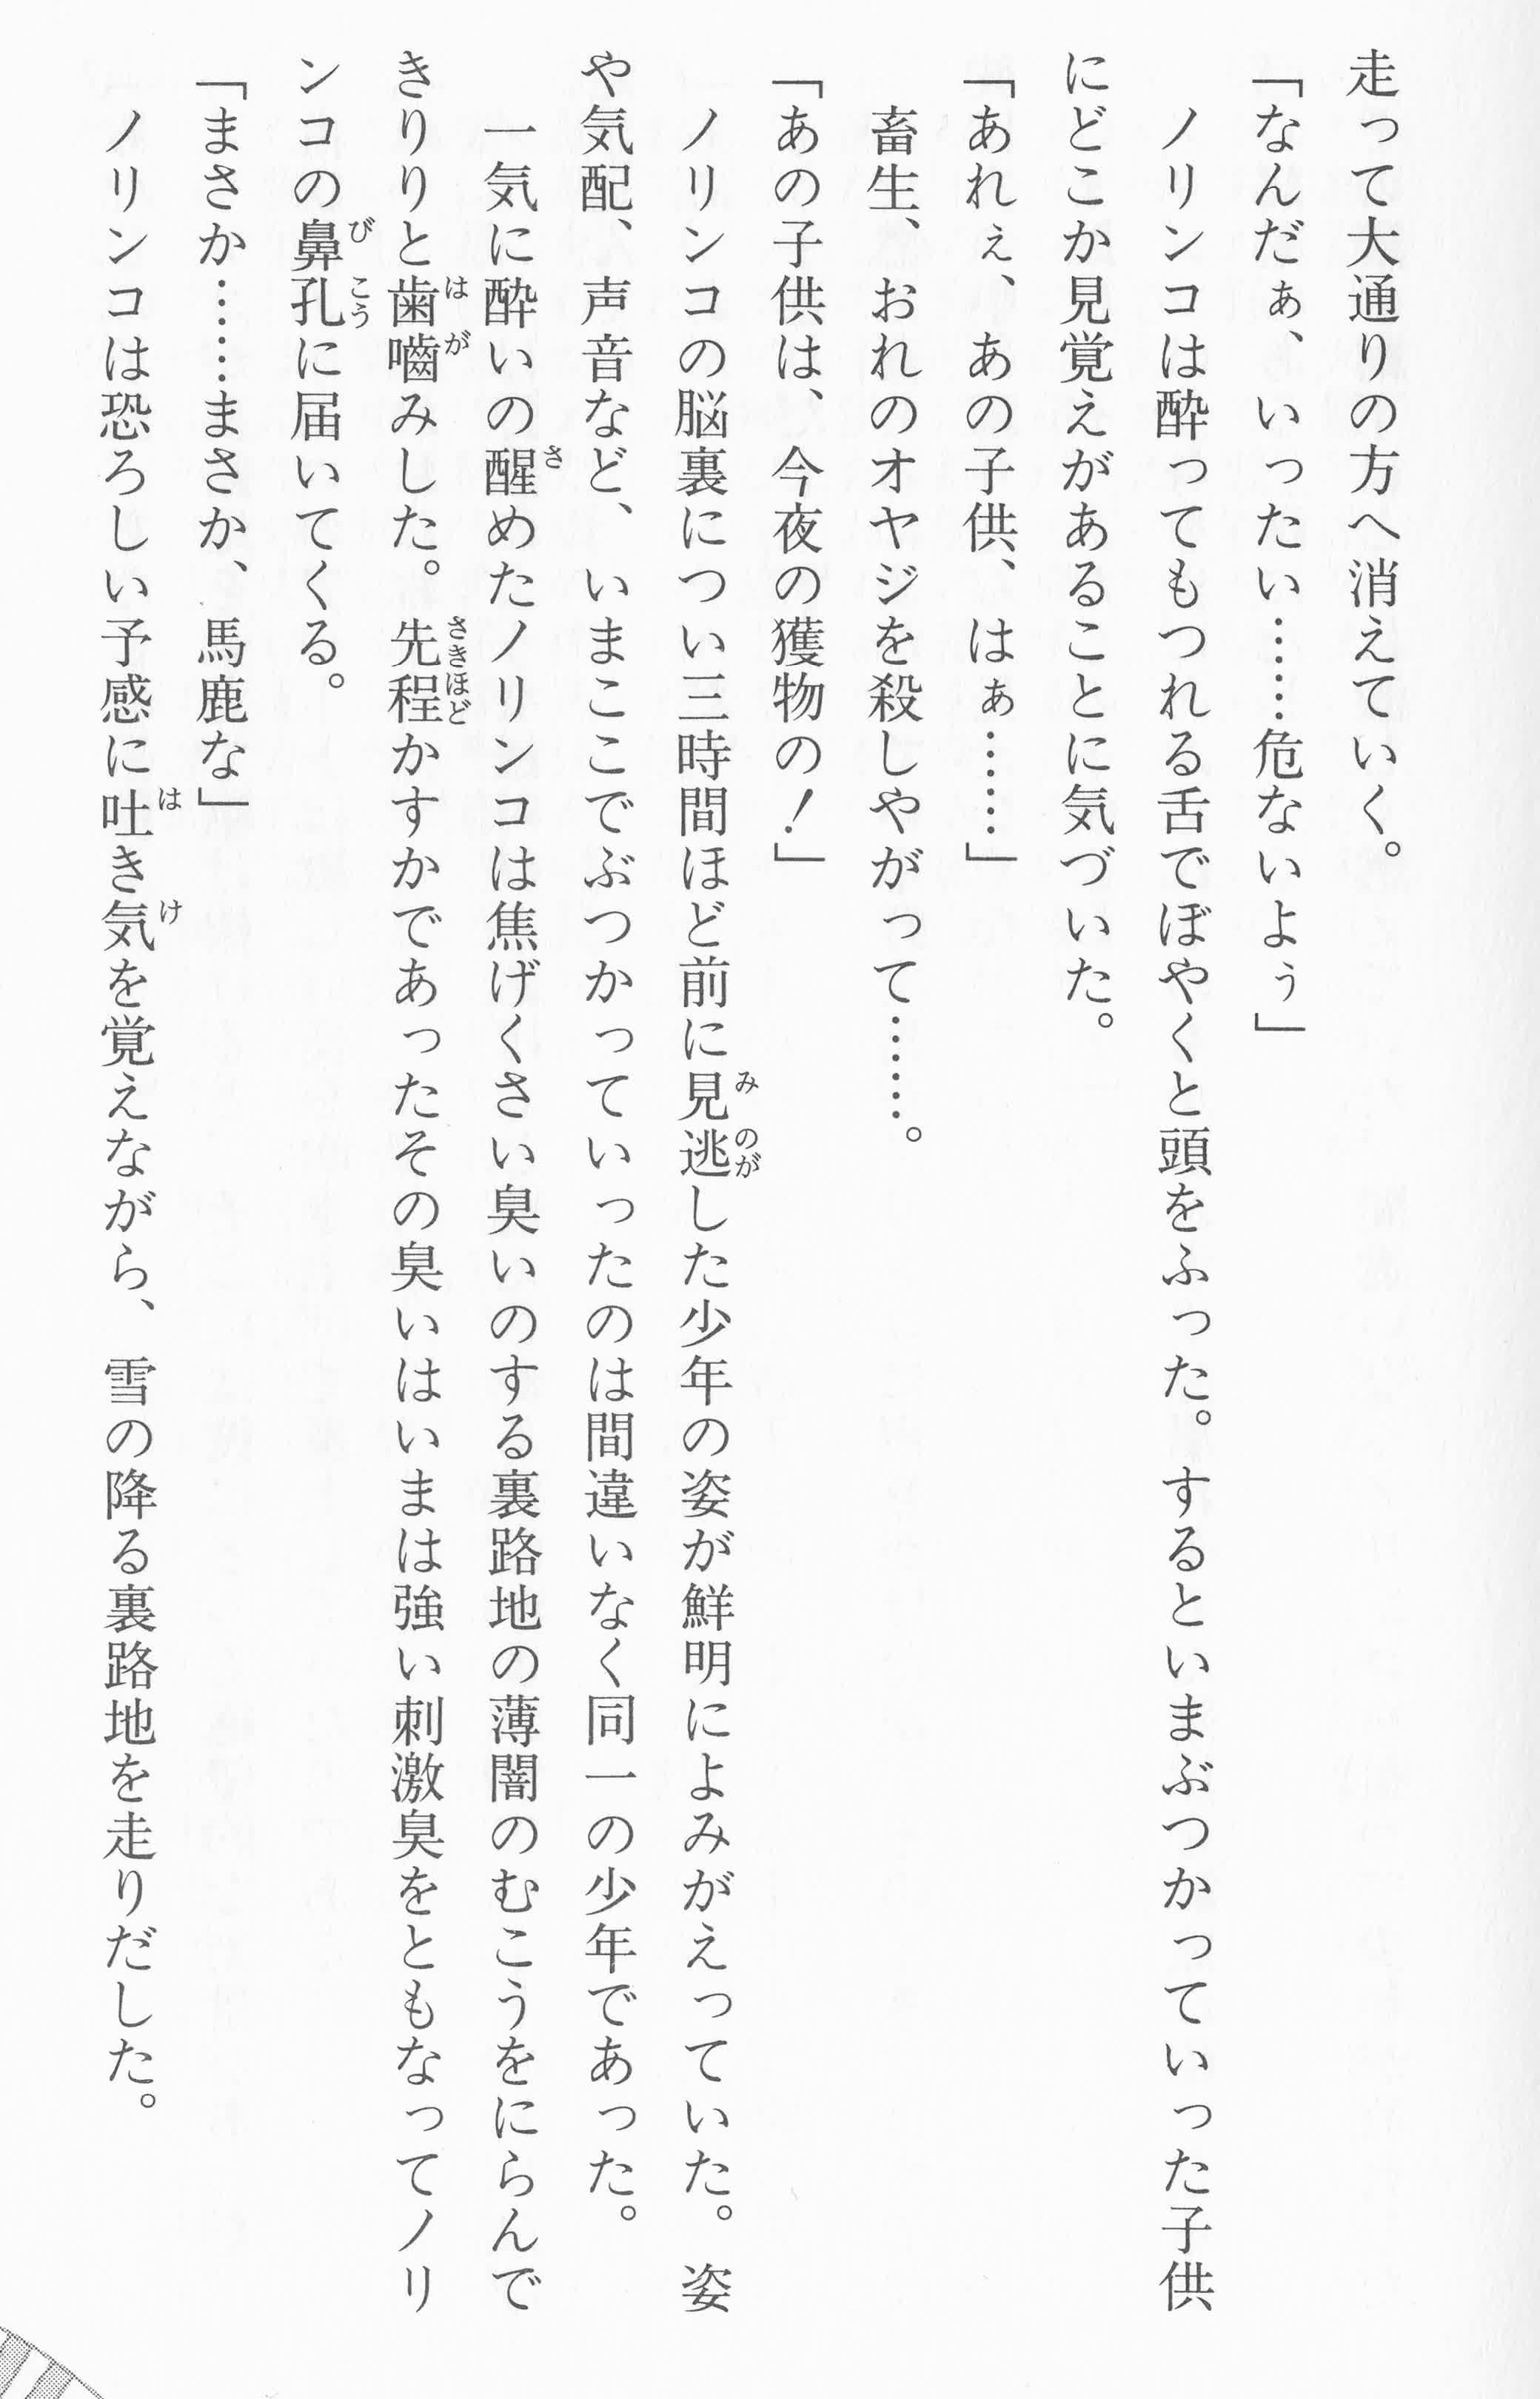 走って大通りの方へ消えていく。
「なんだぁ、いったい……危ないよぅ」
ノリンコは酔ってもつれる舌でぼやくと頭をふった。するといまぶつかっていった子供
にどこか見覚えがあることに気づいた。
「あれぇ、あの子供、はぁ……」
畜生、おれのオヤジを殺しやがって……。
「あの子供は、今夜の獲物の！」
ノリンコの脳裏につい三時間ほど前に見逃した少年の姿が鮮明によみがえっていた。姿
や気配、声音など、いまここでぶつかっていったのは間違いなく同一の少年であった。
一気に酔いの醒めたノリンコは焦げくさい臭いのする裏路地の薄闇のむこうをにらんで
きりりと歯嚙みした。先程かすかであったその臭いはいまは強い刺激臭をともなってノリ
ンコの鼻孔に届いてくる。
「まさか……まさか、馬鹿な」
ノリンコは恐ろしい予感に吐き気を覚えながら、雪の降る裏路地を走りだした。